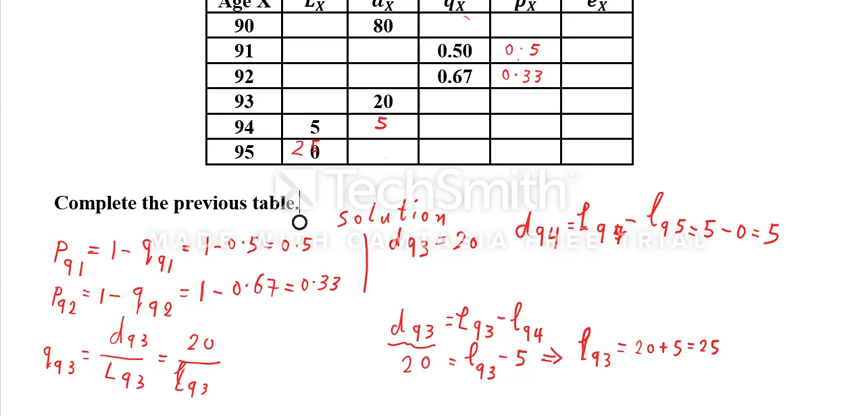 Age X Lx dx qx px ex
90 80
91 0.50 0.5
92 0.67 0.33
93 20
94 5 5
95 25 0
Complete the previous table.
TechSmith
MADE WITH CAMTASIA FREE TRIAL
Solution
P91 = 1 - q91 = 1-0.5 = 0.5
P92 = 1 - q92 = 1 - 0.67 = 0.33
q93 = d93/L93 = 20/l93
d93 = 20
d94 = l94 - l95 = 5-0 = 5
d93 = l93 - l94
20 = l93 - 5 ⇒ l93 = 20+5 = 25